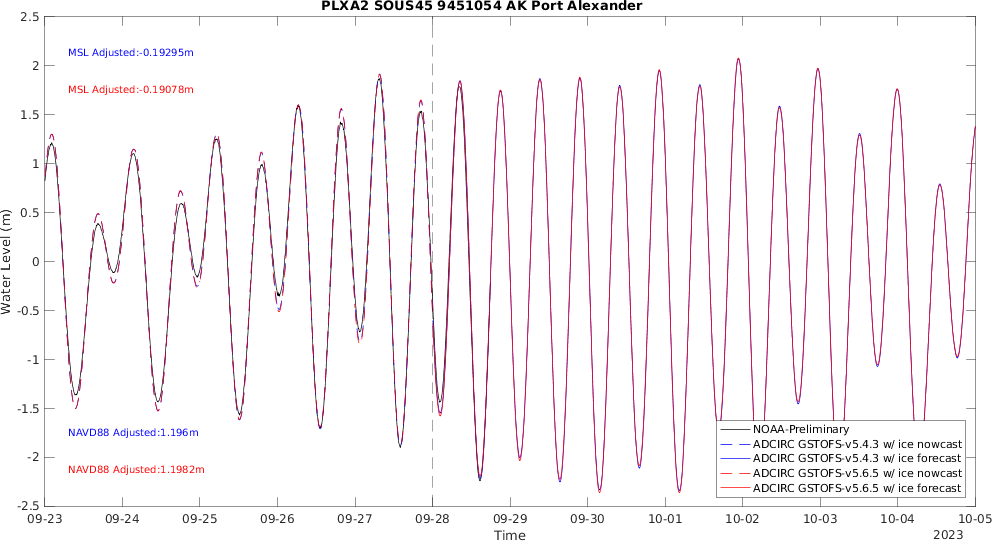 PLXA2 SOUS45 9451054 AK Port Alexander
2.5
2
1.5
1
0.5
0
-0.5
-1
-1.5
-2
-2.5
Water Level (m)
MSL Adjusted:-0.19295m
MSL Adjusted:-0.19078m
NAVD88 Adjusted:1.196m
NAVD88 Adjusted:1.1982m
NOAA-Preliminary
ADCIRC GSTOFS-v5.4.3 w/ ice nowcast
ADCIRC GSTOFS-v5.4.3 w/ ice forecast
ADCIRC GSTOFS-v5.6.5 w/ ice nowcast
ADCIRC GSTOFS-v5.6.5 w/ ice forecast
09-23 09-24 09-25 09-26 09-27 09-28 09-29 09-30 10-01 10-02 10-03 10-04 10-05
Time
2023